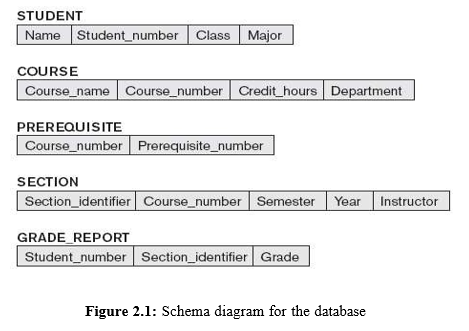 STUDENT
Name Student_number Class Major
COURSE
Course_name Course_number Credit_hours Department
PREREQUISITE
Course_number Prerequisite_number
SECTION
Section_identifier Course_number Semester Year Instructor
GRADE_REPORT
Student_number Section_identifier Grade
Figure 2.1: Schema diagram for the database